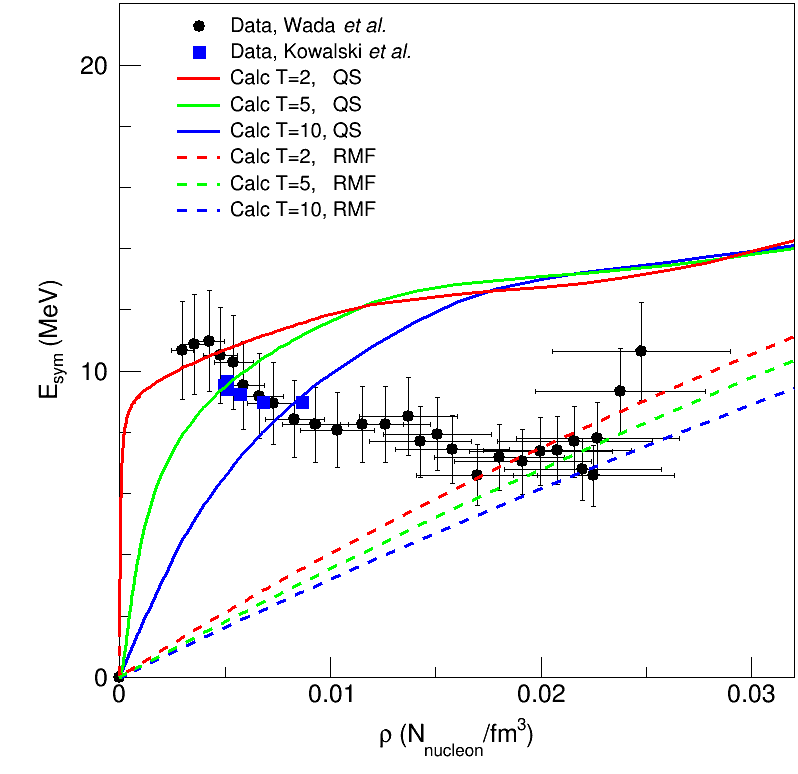 Data, Wada et al.
Data, Kowalski et al.
Calc T=2, QS
Calc T=5, QS
Calc T=10, QS
Calc T=2, RMF
Calc T=5, RMF
Calc T=10, RMF
20
10
0
E_sym (MeV)
0 0.01 0.02 0.03
ρ (N_nucleon/fm³)